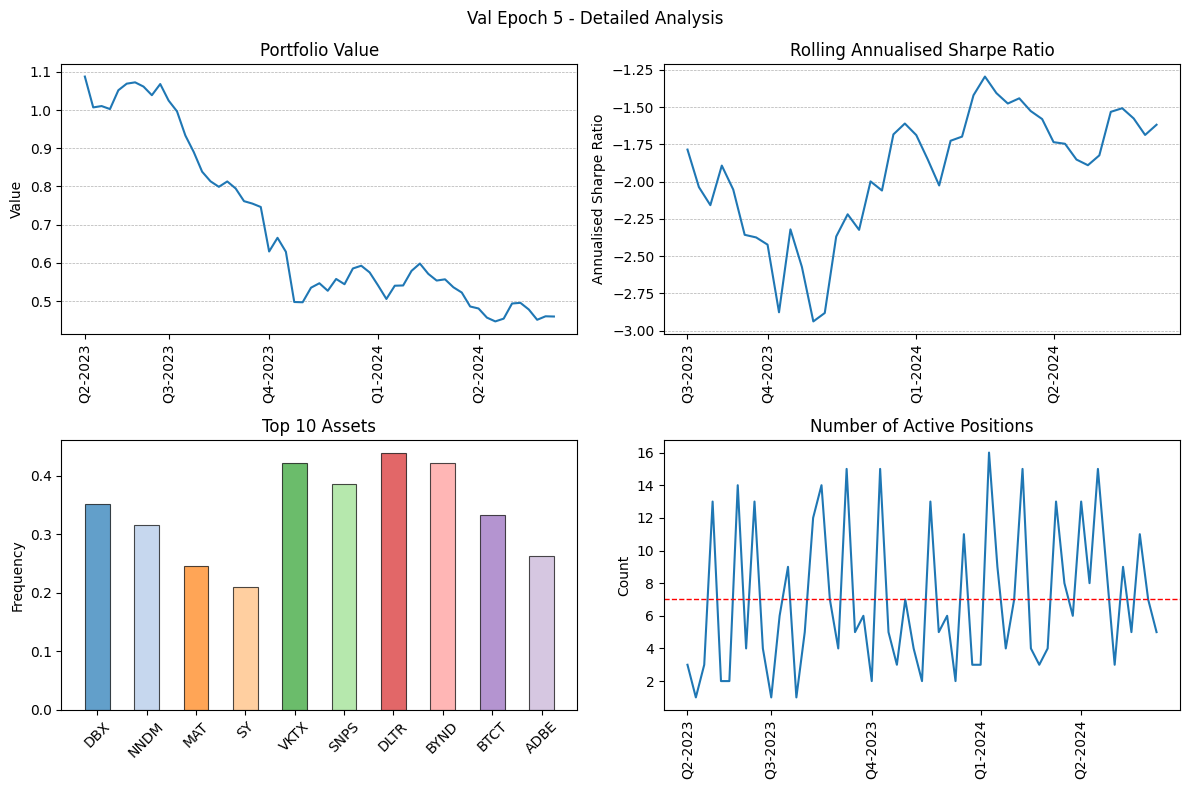 Val Epoch 5 - Detailed Analysis
Portfolio Value
Value
1.1
1.0
0.9
0.8
0.7
0.6
0.5
Q2-2023
Q3-2023
Q4-2023
Q1-2024
Q2-2024
Rolling Annualised Sharpe Ratio
Annualised Sharpe Ratio
−1.25
−1.50
−1.75
−2.00
−2.25
−2.50
−2.75
−3.00
Q3-2023
Q4-2023
Q1-2024
Q2-2024
Top 10 Assets
Frequency
0.4
0.3
0.2
0.1
0.0
DBX
NNDM
MAT
SY
VKTX
SNPS
DLTR
BYND
BTCT
ADBE
Number of Active Positions
Count
16
14
12
10
8
6
4
2
Q2-2023
Q3-2023
Q4-2023
Q1-2024
Q2-2024